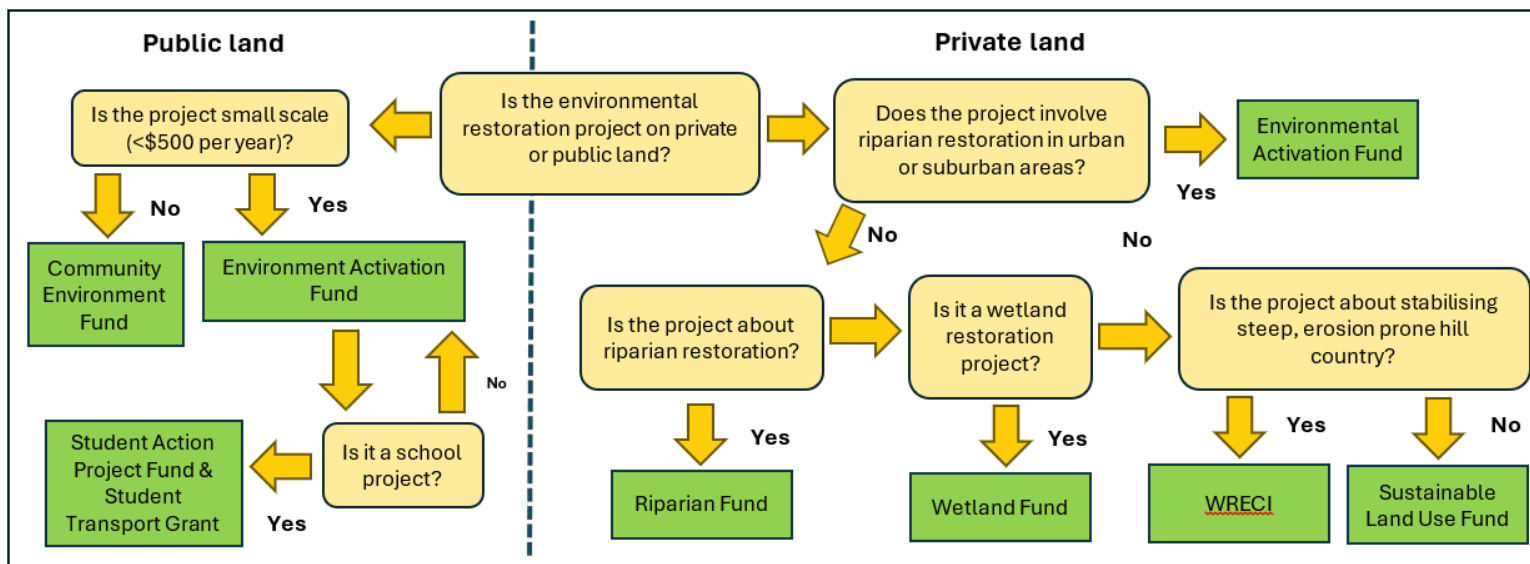 Public land
Private land
Is the environmental
restoration project on private
or public land?
Is the project small scale
(<$500 per year)?
No
Yes
Community
Environment
Fund
Environment Activation
Fund
No
Is it a school
project?
Yes
Student Action
Project Fund &
Student
Transport Grant
Does the project involve
riparian restoration in urban
or suburban areas?
Yes
Environmental
Activation Fund
No
No
Is the project about
riparian restoration?
Yes
Riparian Fund
Is it a wetland
restoration
project?
Yes
Wetland Fund
Is the project about stabilising
steep, erosion prone hill
country?
Yes
No
WRECI
Sustainable
Land Use Fund